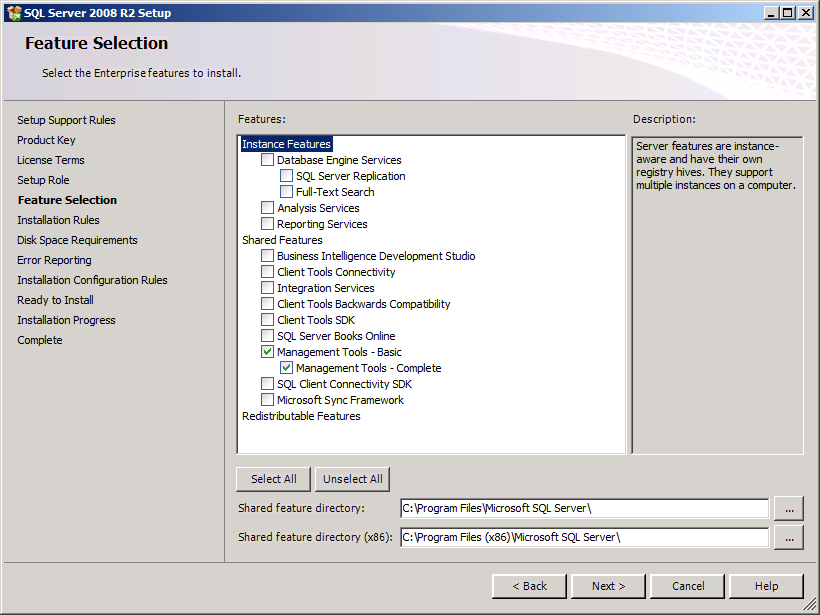 SQL Server 2008 R2 Setup
Feature Selection
Select the Enterprise features to install.
Setup Support Rules
Product Key
License Terms
Setup Role
Feature Selection
Installation Rules
Disk Space Requirements
Error Reporting
Installation Configuration Rules
Ready to Install
Installation Progress
Complete
Features:
Instance Features
Database Engine Services
SQL Server Replication
Full-Text Search
Analysis Services
Reporting Services
Shared Features
Business Intelligence Development Studio
Client Tools Connectivity
Integration Services
Client Tools Backwards Compatibility
Client Tools SDK
SQL Server Books Online
Management Tools - Basic
Management Tools - Complete
SQL Client Connectivity SDK
Microsoft Sync Framework
Redistributable Features
Description:
Server features are instance-
aware and have their own
registry hives. They support
multiple instances on a computer.
Select All
Unselect All
Shared feature directory:
C:\Program Files\Microsoft SQL Server\
...
Shared feature directory (x86):
C:\Program Files (x86)\Microsoft SQL Server\
...
< Back
Next >
Cancel
Help